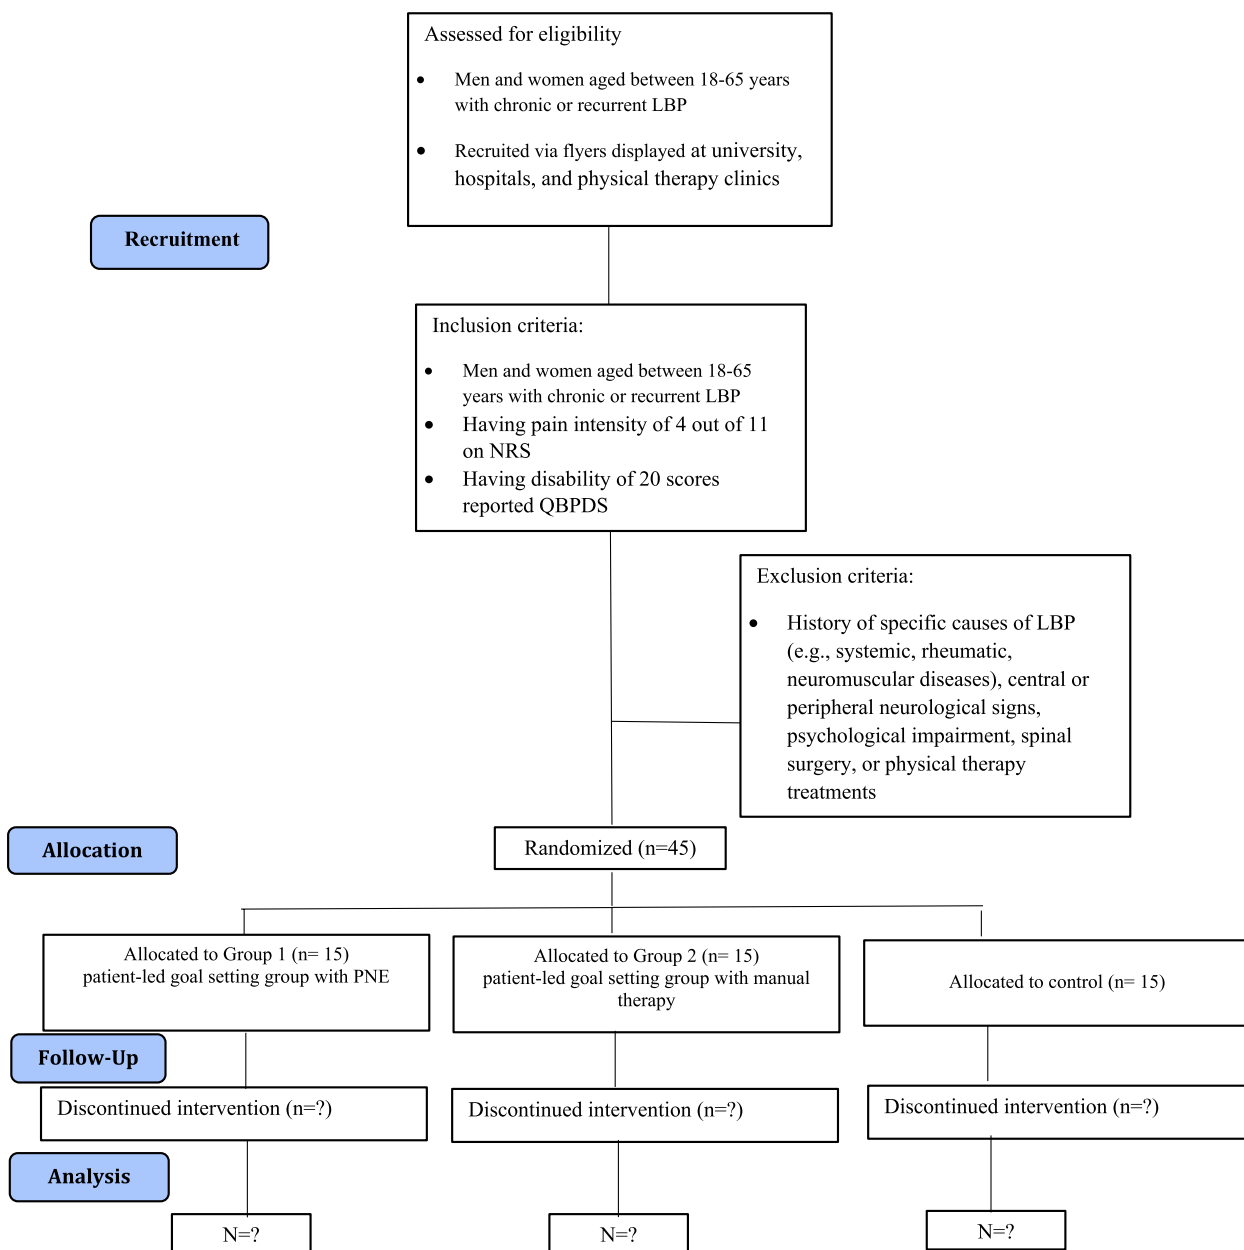 Assessed for eligibility
• Men and women aged between 18-65 years
with chronic or recurrent LBP
• Recruited via flyers displayed at university,
hospitals, and physical therapy clinics
Recruitment
Inclusion criteria:
• Men and women aged between 18-65
years with chronic or recurrent LBP
• Having pain intensity of 4 out of 11
on NRS
• Having disability of 20 scores
reported QBPDS
Exclusion criteria:
• History of specific causes of LBP
(e.g., systemic, rheumatic,
neuromuscular diseases), central or
peripheral neurological signs,
psychological impairment, spinal
surgery, or physical therapy
treatments
Allocation
Randomized (n=45)
Allocated to Group 1 (n= 15)
patient-led goal setting group with PNE
Allocated to Group 2 (n= 15)
patient-led goal setting group with manual
therapy
Allocated to control (n= 15)
Follow-Up
Discontinued intervention (n=?)
Discontinued intervention (n=?)
Discontinued intervention (n=?)
Analysis
N=?
N=?
N=?